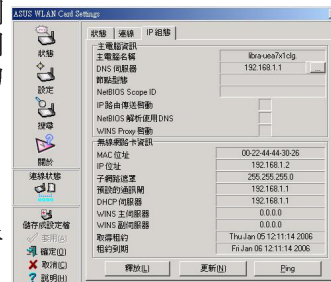 ASUS WLAN Card Settings
狀態
設定
搜尋
關於
連線狀態
儲存成設定檔
套用(A)
確定(O)
取消(C)
說明(H)
狀態 連線 IP 組態
主電腦資訊
主電腦名稱 libra-uea7x1clg.
DNS 伺服器 192.168.1.1 ...
節點型態
NetBIOS Scope ID
IP 路由傳送啟動
NetBIOS 解析使用 DNS
WINS Proxy 啟動
無線網路卡資訊
MAC 位址 00-22-44-44-30-26
IP 位址 192.168.1.2
子網路遮罩 255.255.255.0
預設的通訊閘 192.168.1.1
DHCP 伺服器 192.168.1.1
WINS 主伺服器 0.0.0.0
WINS 副伺服器 0.0.0.0
取得租約 Thu Jan 05 12:11:14 2006
租約到期 Fri Jan 06 12:11:14 2006
釋放(L) 更新(N) Ping